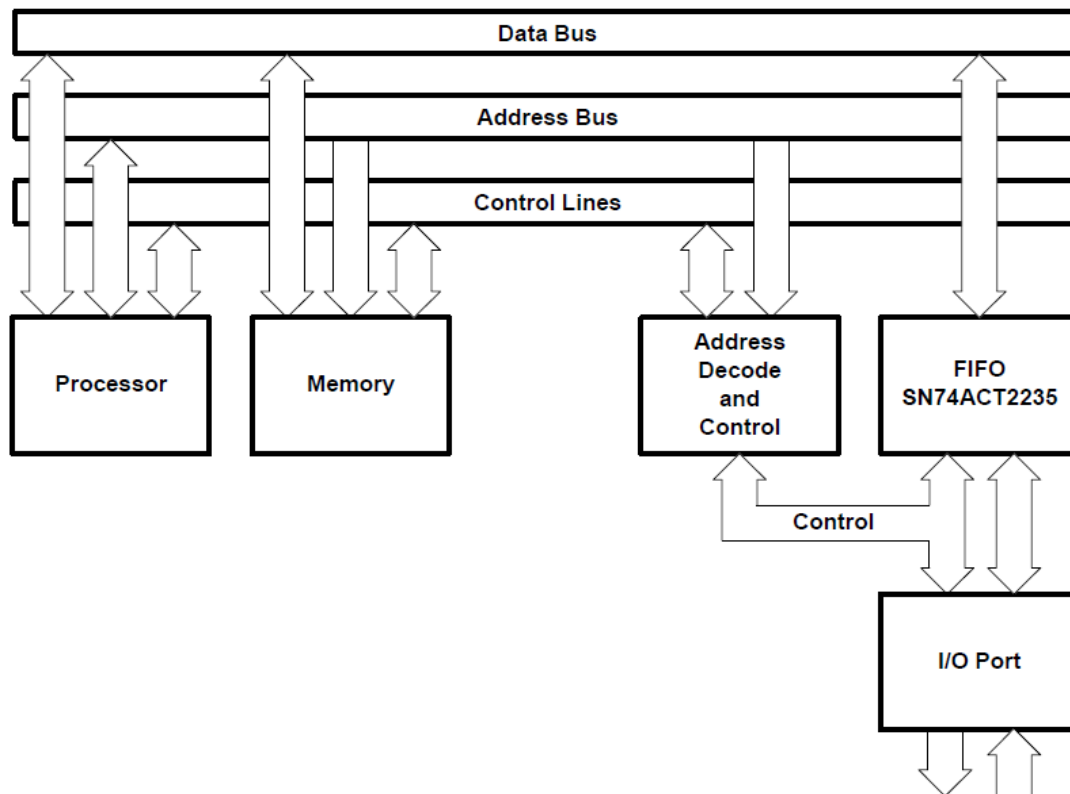 Data Bus
Address Bus
Control Lines
Processor
Memory
Address
Decode
and
Control
FIFO
SN74ACT2235
Control
I/O Port